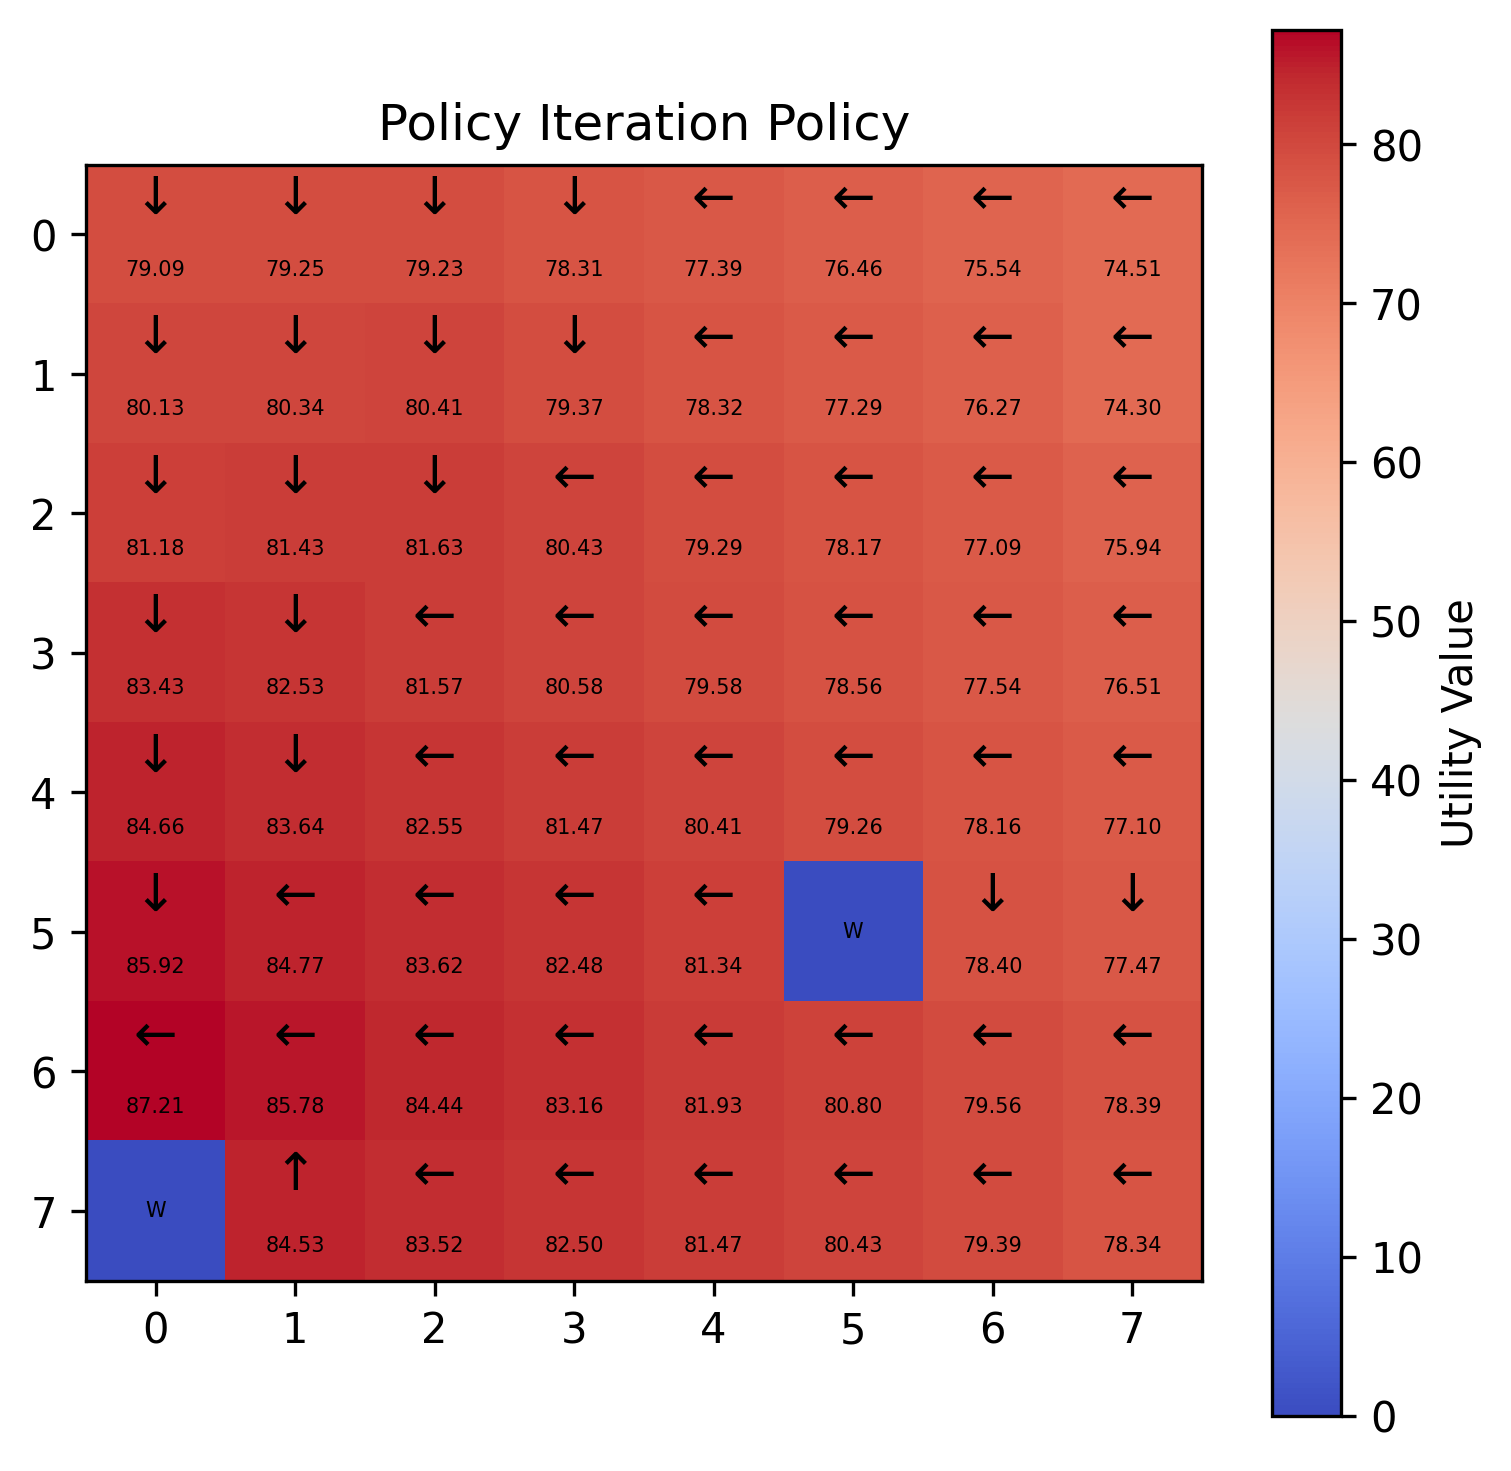 Policy Iteration Policy
0
↓ ↓ ↓ ↓ ← ← ← ←
79.09 79.25 79.23 78.31 77.39 76.46 75.54 74.51
1
↓ ↓ ↓ ↓ ← ← ← ←
80.13 80.34 80.41 79.37 78.32 77.29 76.27 74.30
2
↓ ↓ ↓ ← ← ← ← ←
81.18 81.43 81.63 80.43 79.29 78.17 77.09 75.94
3
↓ ↓ ← ← ← ← ← ←
83.43 82.53 81.57 80.58 79.58 78.56 77.54 76.51
4
↓ ↓ ← ← ← ← ← ←
84.66 83.64 82.55 81.47 80.41 79.26 78.16 77.10
5
↓ ← ← ← ← W ↓ ↓
85.92 84.77 83.62 82.48 81.34 78.40 77.47
6
← ← ← ← ← ← ← ←
87.21 85.78 84.44 83.16 81.93 80.80 79.56 78.39
7
W ↑ ← ← ← ← ← ←
84.53 83.52 82.50 81.47 80.43 79.39 78.34
0 1 2 3 4 5 6 7
80
70
60
50
40
30
20
10
0
Utility Value